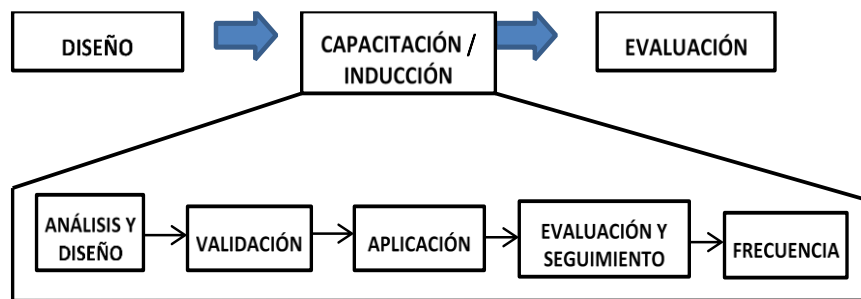 DISEÑO
CAPACITACIÓN /
INDUCCIÓN
EVALUACIÓN
ANÁLISIS Y
DISEÑO
VALIDACIÓN
APLICACIÓN
EVALUACIÓN Y
SEGUIMIENTO
FRECUENCIA